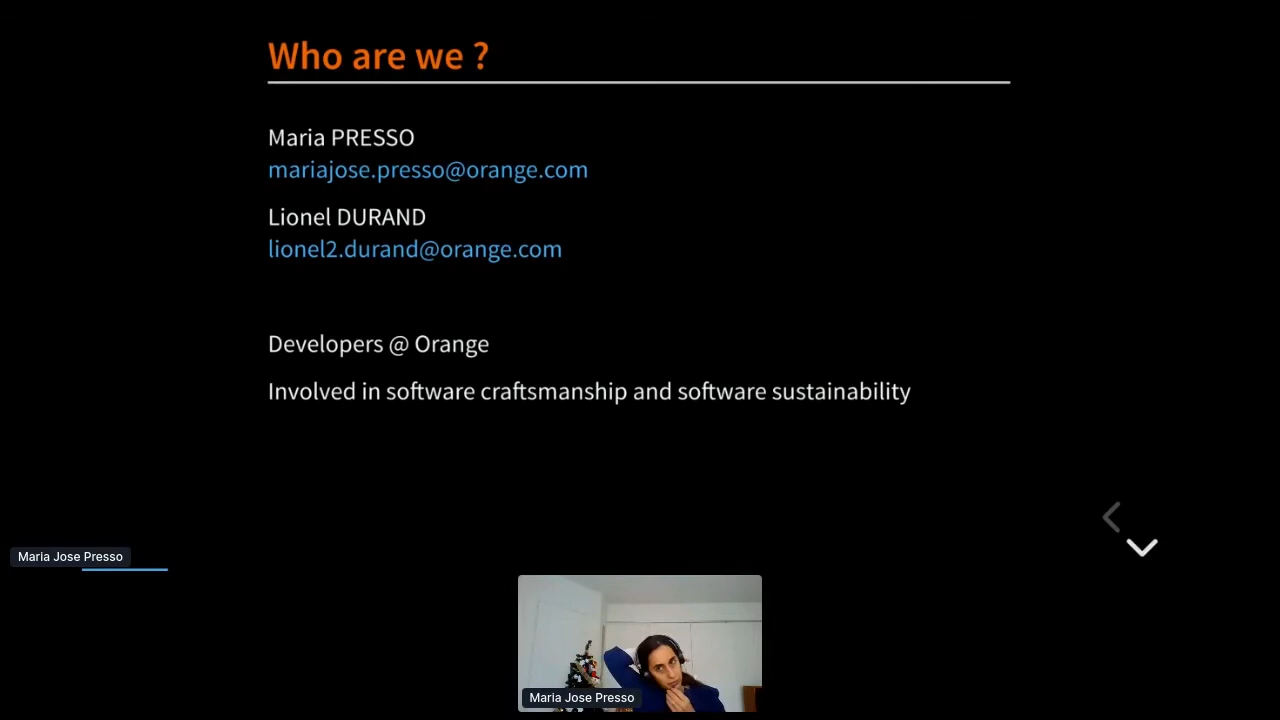 Who are we ?
Maria PRESSO
mariajose.presso@orange.com
Lionel DURAND
lionel2.durand@orange.com
Developers @ Orange
Involved in software craftsmanship and software sustainability
Maria Jose Presso
Maria Jose Presso